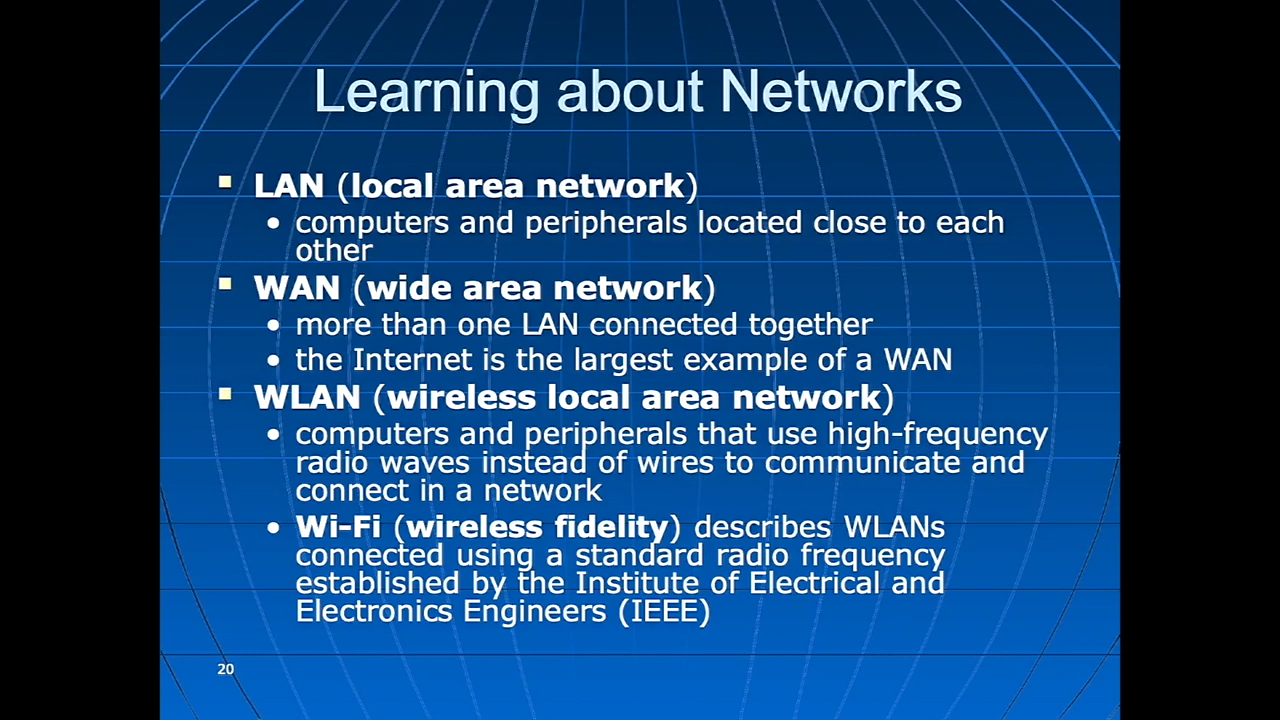 Learning about Networks
LAN (local area network)
computers and peripherals located close to each
other
WAN (wide area network)
more than one LAN connected together
the Internet is the largest example of a WAN
WLAN (wireless local area network)
computers and peripherals that use high-frequency
radio waves instead of wires to communicate and
connect in a network
Wi-Fi (wireless fidelity) describes WLANs
connected using a standard radio frequency
established by the Institute of Electrical and
Electronics Engineers (IEEE)
20